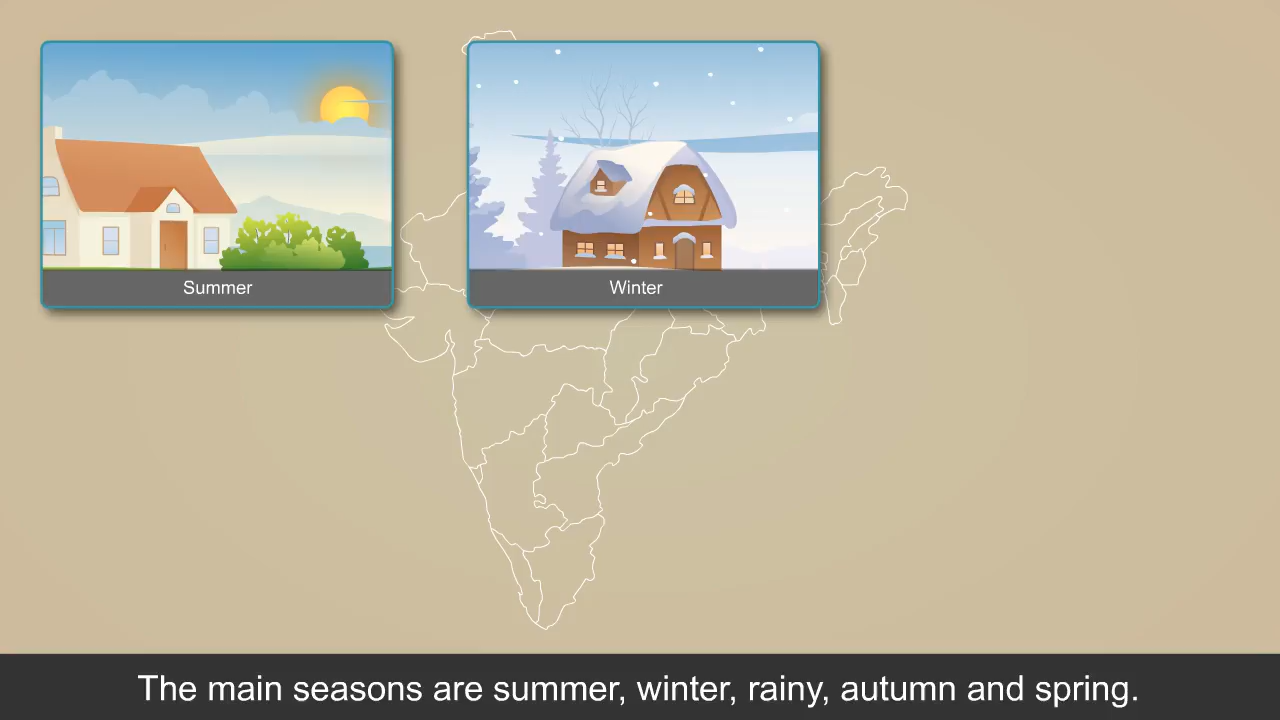 Summer
Winter
The main seasons are summer, winter, rainy, autumn and spring.